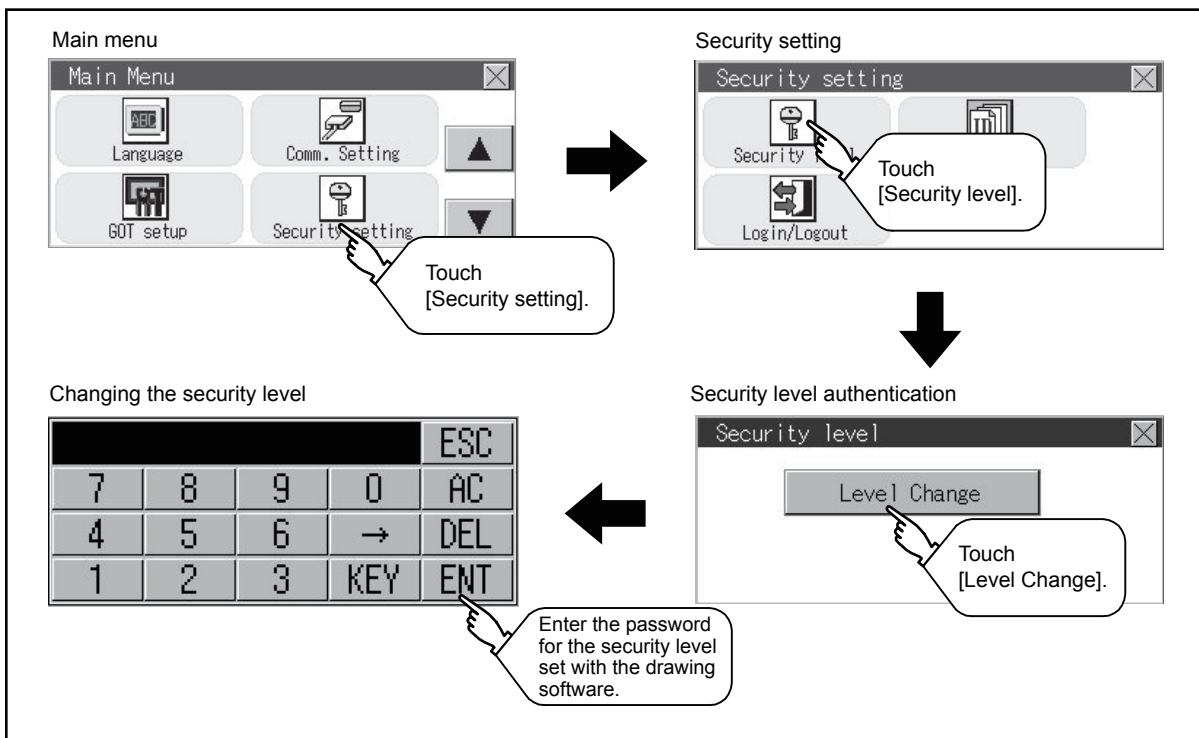 Main menu
Main Menu
Language
Comm. Setting
GOT setup
Security setting
Touch
[Security setting].
Security setting
Security setting
Security
Login/Logout
Touch
[Security level].
Security level authentication
Security level
Level Change
Touch
[Level Change].
Changing the security level
ESC
7 8 9 0 AC
4 5 6 → DEL
1 2 3 KEY ENT
Enter the password
for the security level
set with the drawing
software.